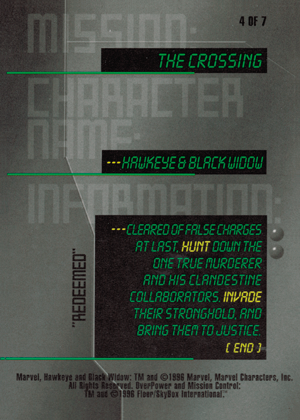 4 OF 7
MISSION:
THE CROSSING
CHARACTER
NAME:
---HAWKEYE & BLACK WIDOW
INFORMATION:
---CLEARED OF FALSE CHARGES
AT LAST, HUNT DOWN THE
ONE TRUE MURDERER
AND HIS CLANDESTINE
COLLABORATORS. INVADE
THEIR STRONGHOLD, AND
BRING THEM TO JUSTICE.
( END )
"REDEEMED"
Marvel, Hawkeye and Black Widow: TM and ©1996 Marvel, Marvel Characters, Inc.
All Rights Reserved. OverPower and Mission Control:
TM and ©1996 Fleer/SkyBox International."